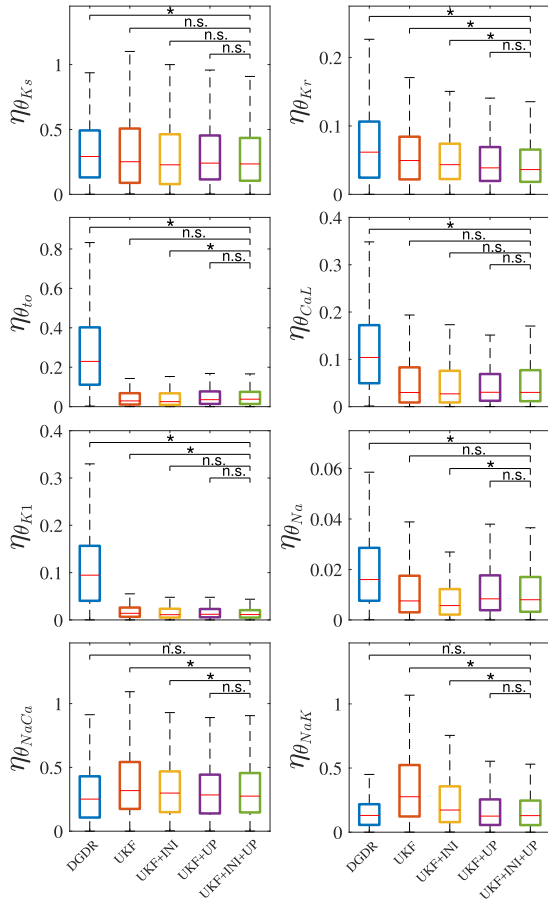 η_{θ_{Ks}}
1
0.5
0
*
n.s.
n.s.
n.s.
η_{θ_{Kr}}
0.2
0.1
0
*
*
*
n.s.
η_{θ_{to}}
0.8
0.6
0.4
0.2
0
*
n.s.
*
n.s.
η_{θ_{CaL}}
0.4
0.3
0.2
0.1
0
*
n.s.
n.s.
n.s.
η_{θ_{K1}}
0.4
0.3
0.2
0.1
0
*
*
n.s.
n.s.
η_{θ_{Na}}
0.06
0.04
0.02
0
*
n.s.
*
n.s.
η_{θ_{NaCa}}
1
0.5
0
n.s.
*
*
n.s.
DGDR
UKF
UKF+INI
UKF+UP
UKF+INI+UP
η_{θ_{NaK}}
1
0.5
0
n.s.
*
*
n.s.
DGDR
UKF
UKF+INI
UKF+UP
UKF+INI+UP